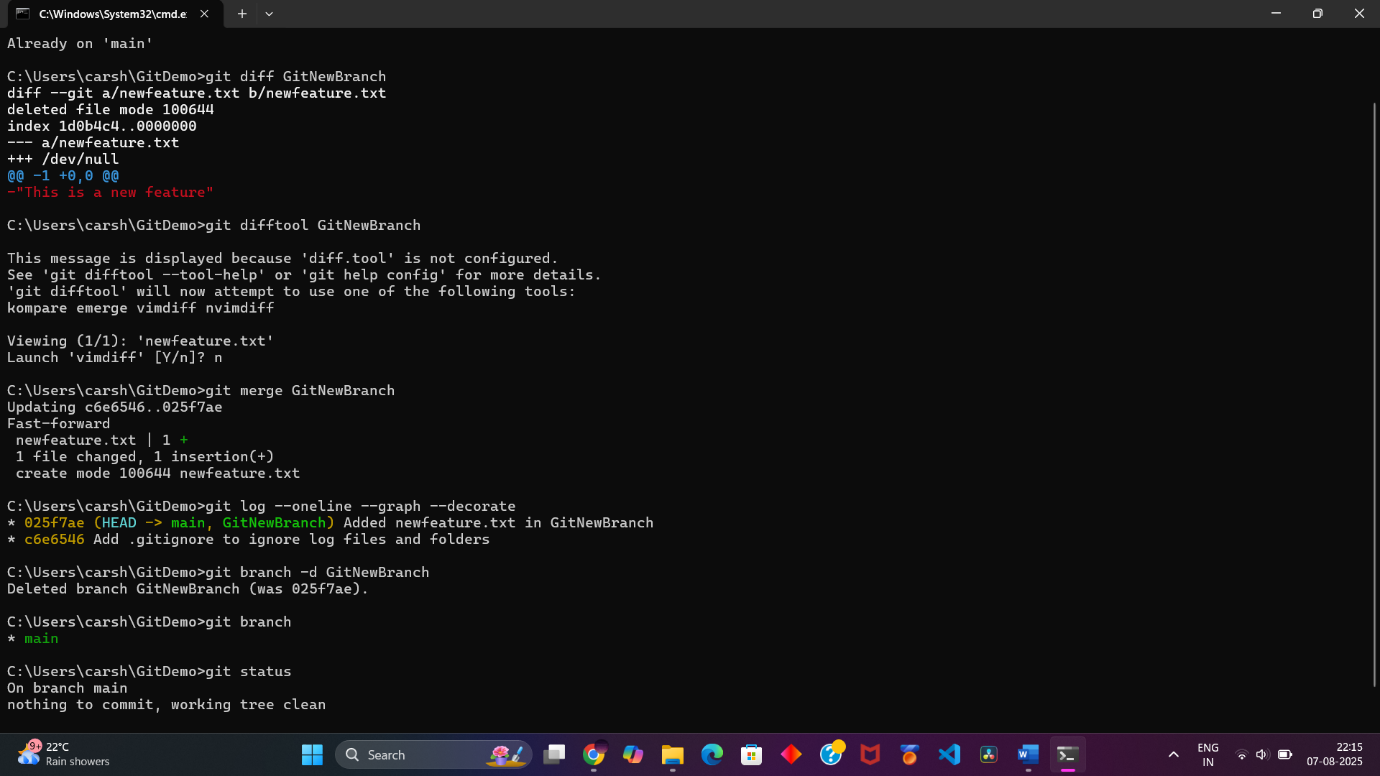 C:\Windows\System32\cmd.e
Already on 'main'
C:\Users\carsh\GitDemo>git diff GitNewBranch
diff --git a/newfeature.txt b/newfeature.txt
deleted file mode 100644
index 1d0b4c4..0000000
--- a/newfeature.txt
+++ /dev/null
@@ -1 +0,0 @@
-"This is a new feature"
C:\Users\carsh\GitDemo>git difftool GitNewBranch
This message is displayed because 'diff.tool' is not configured.
See 'git difftool --tool-help' or 'git help config' for more details.
'git difftool' will now attempt to use one of the following tools:
kompare emerge vimdiff nvimdiff
Viewing (1/1): 'newfeature.txt'
Launch 'vimdiff' [Y/n]? n
C:\Users\carsh\GitDemo>git merge GitNewBranch
Updating c6e6546..025f7ae
Fast-forward
 newfeature.txt | 1 +
 1 file changed, 1 insertion(+)
 create mode 100644 newfeature.txt
C:\Users\carsh\GitDemo>git log --oneline --graph --decorate
* 025f7ae (HEAD -> main, GitNewBranch) Added newfeature.txt in GitNewBranch
* c6e6546 Add .gitignore to ignore log files and folders
C:\Users\carsh\GitDemo>git branch -d GitNewBranch
Deleted branch GitNewBranch (was 025f7ae).
C:\Users\carsh\GitDemo>git branch
* main
C:\Users\carsh\GitDemo>git status
On branch main
nothing to commit, working tree clean
9+
22°C
Rain showers
Search
ENG
IN
22:15
07-08-2025